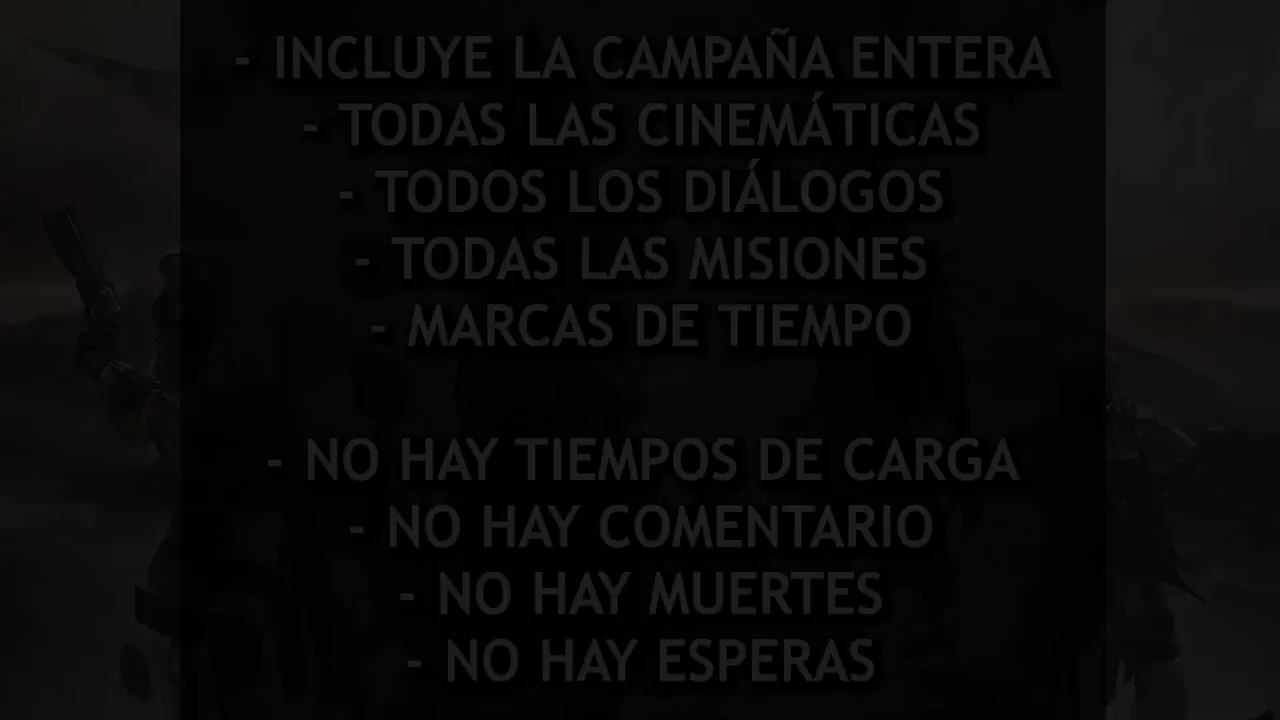 - INCLUYE LA CAMPAÑA ENTERA
- TODAS LAS CINEMÁTICAS
- TODOS LOS DIÁLOGOS
- TODAS LAS MISIONES
- MARCAS DE TIEMPO
- NO HAY TIEMPOS DE CARGA
- NO HAY COMENTARIO
- NO HAY MUERTES
- NO HAY ESPERAS